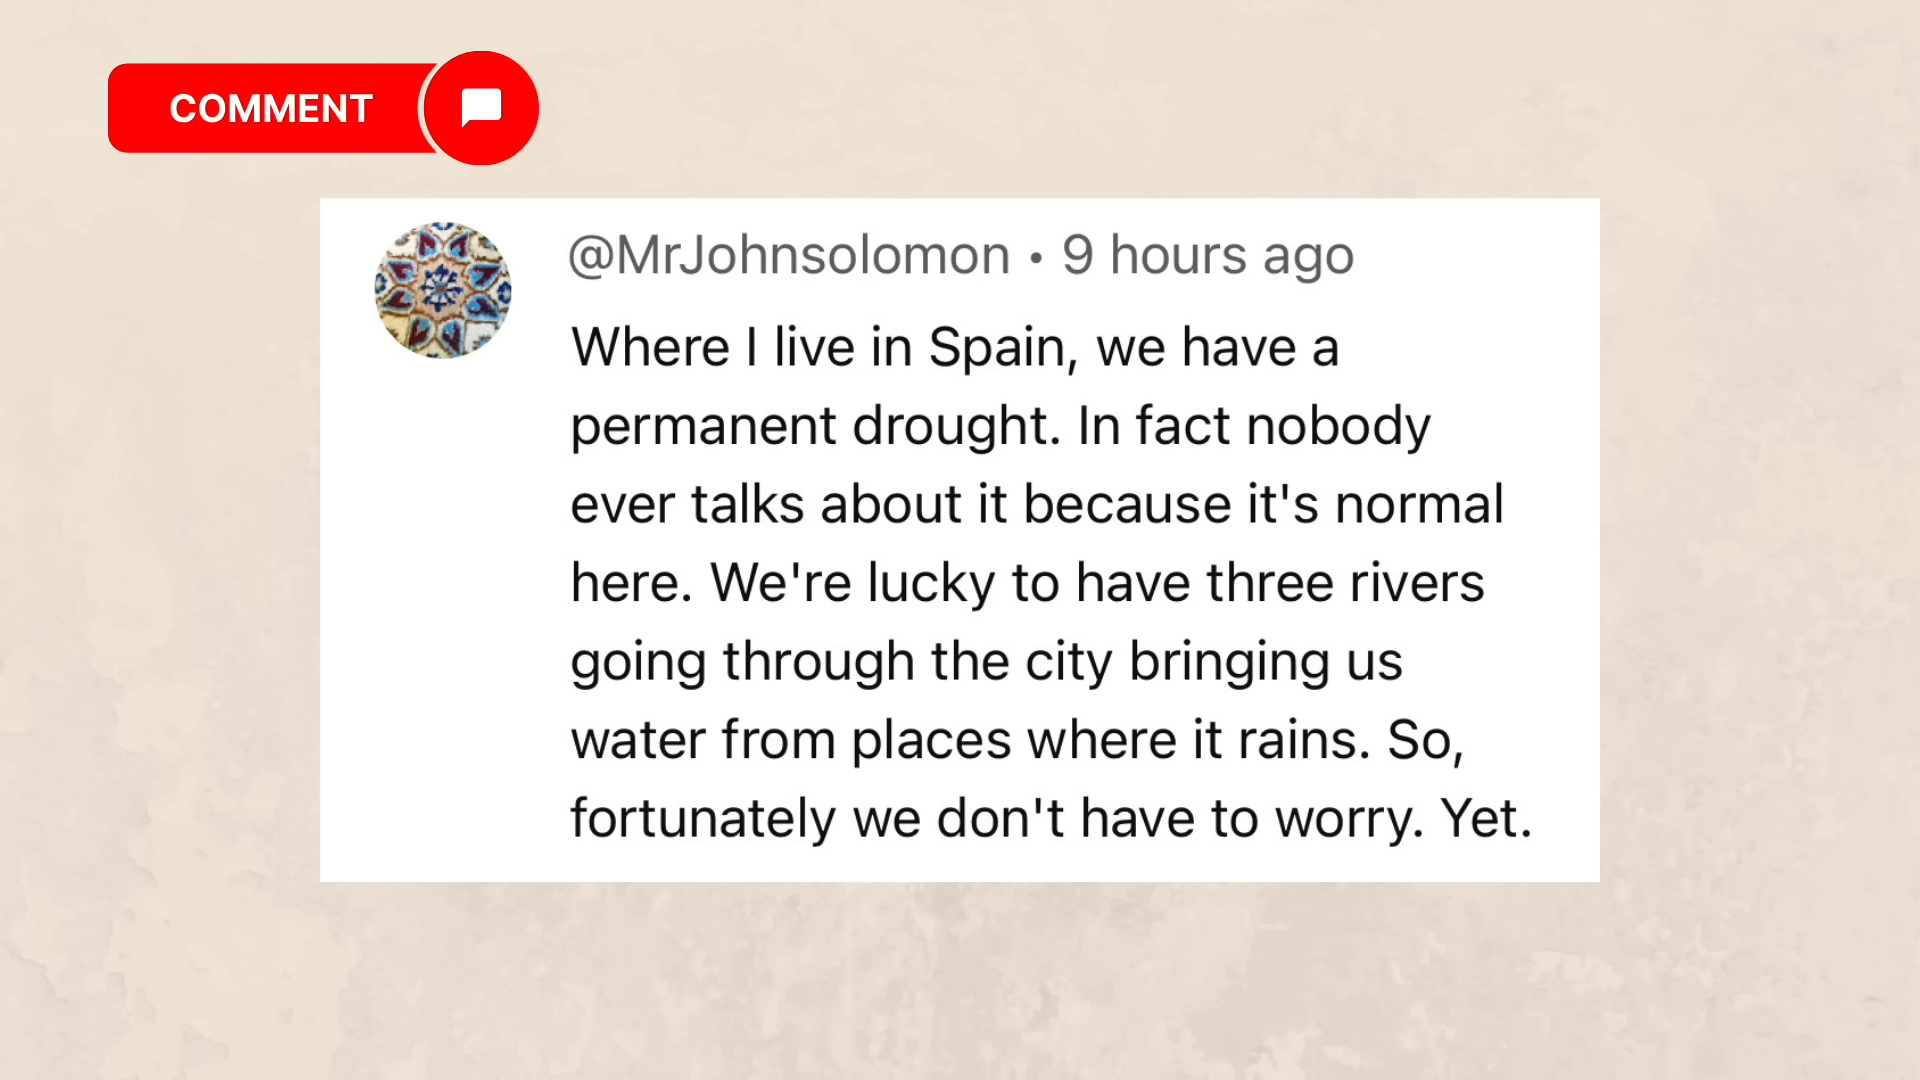 COMMENT
@MrJohnsolomon • 9 hours ago
Where I live in Spain, we have a
permanent drought. In fact nobody
ever talks about it because it's normal
here. We're lucky to have three rivers
going through the city bringing us
water from places where it rains. So,
fortunately we don't have to worry. Yet.